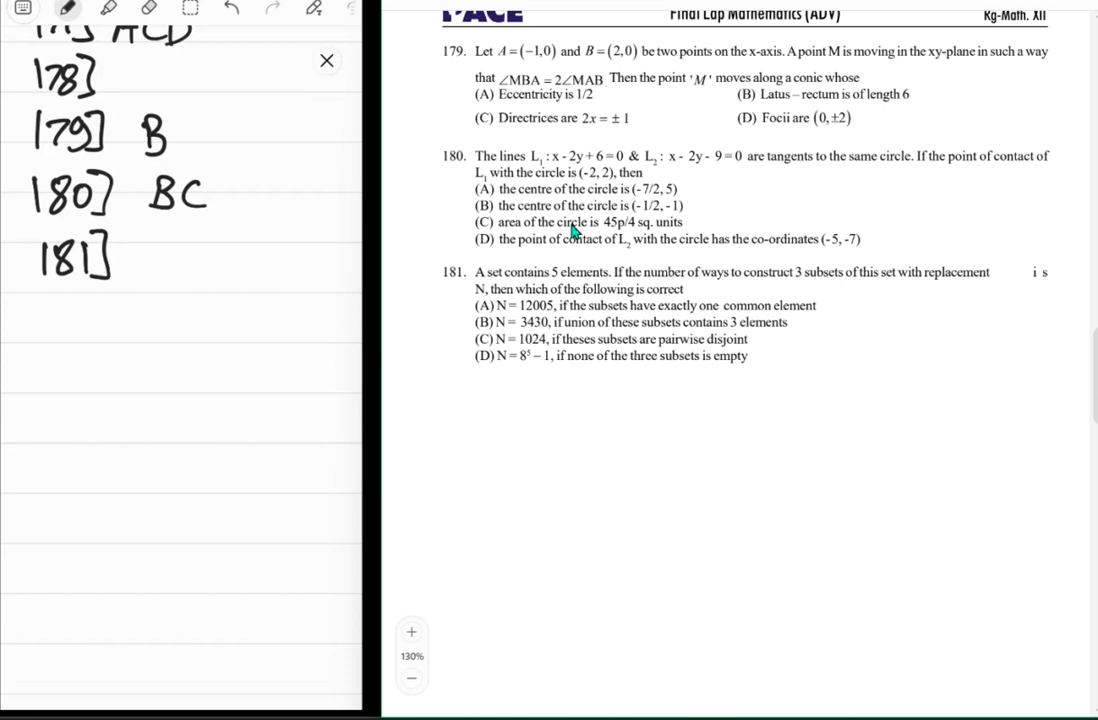 178]
179] B
180] BC
181]
PACE Final Lap Mathematics (ADV) Kg-Math. XII
179. Let A = (−1,0) and B = (2,0) be two points on the x-axis. A point M is moving in the xy-plane in such a way
that ∠MBA = 2∠MAB. Then the point 'M' moves along a conic whose
(A) Eccentricity is 1/2 (B) Latus – rectum is of length 6
(C) Directrices are 2x = ± 1 (D) Focii are (0, ±2)
180. The lines L₁ : x - 2y + 6 = 0 & L₂ : x - 2y - 9 = 0 are tangents to the same circle. If the point of contact of
L₁ with the circle is (-2, 2), then
(A) the centre of the circle is (-7/2, 5)
(B) the centre of the circle is (-1/2, -1)
(C) area of the circle is 45p/4 sq. units
(D) the point of contact of L₂ with the circle has the co-ordinates (-5, -7)
181. A set contains 5 elements. If the number of ways to construct 3 subsets of this set with replacement i s
N, then which of the following is correct
(A) N = 12005, if the subsets have exactly one common element
(B) N = 3430, if union of these subsets contains 3 elements
(C) N = 1024, if theses subsets are pairwise disjoint
(D) N = 8⁵ – 1, if none of the three subsets is empty
130%